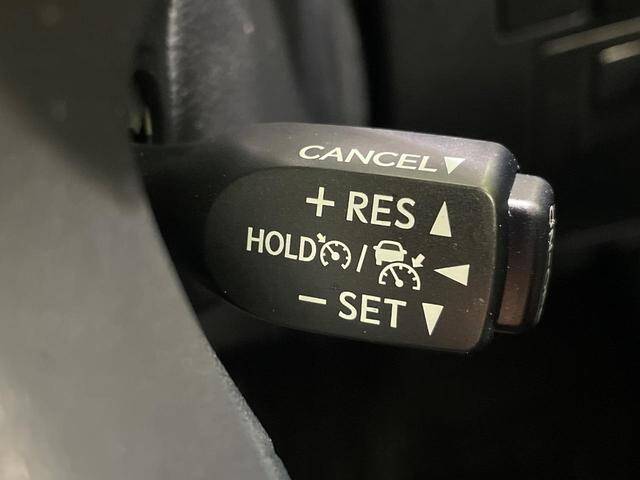 CANCEL▼
+ RES ▲
HOLD / ◀
− SET ▼